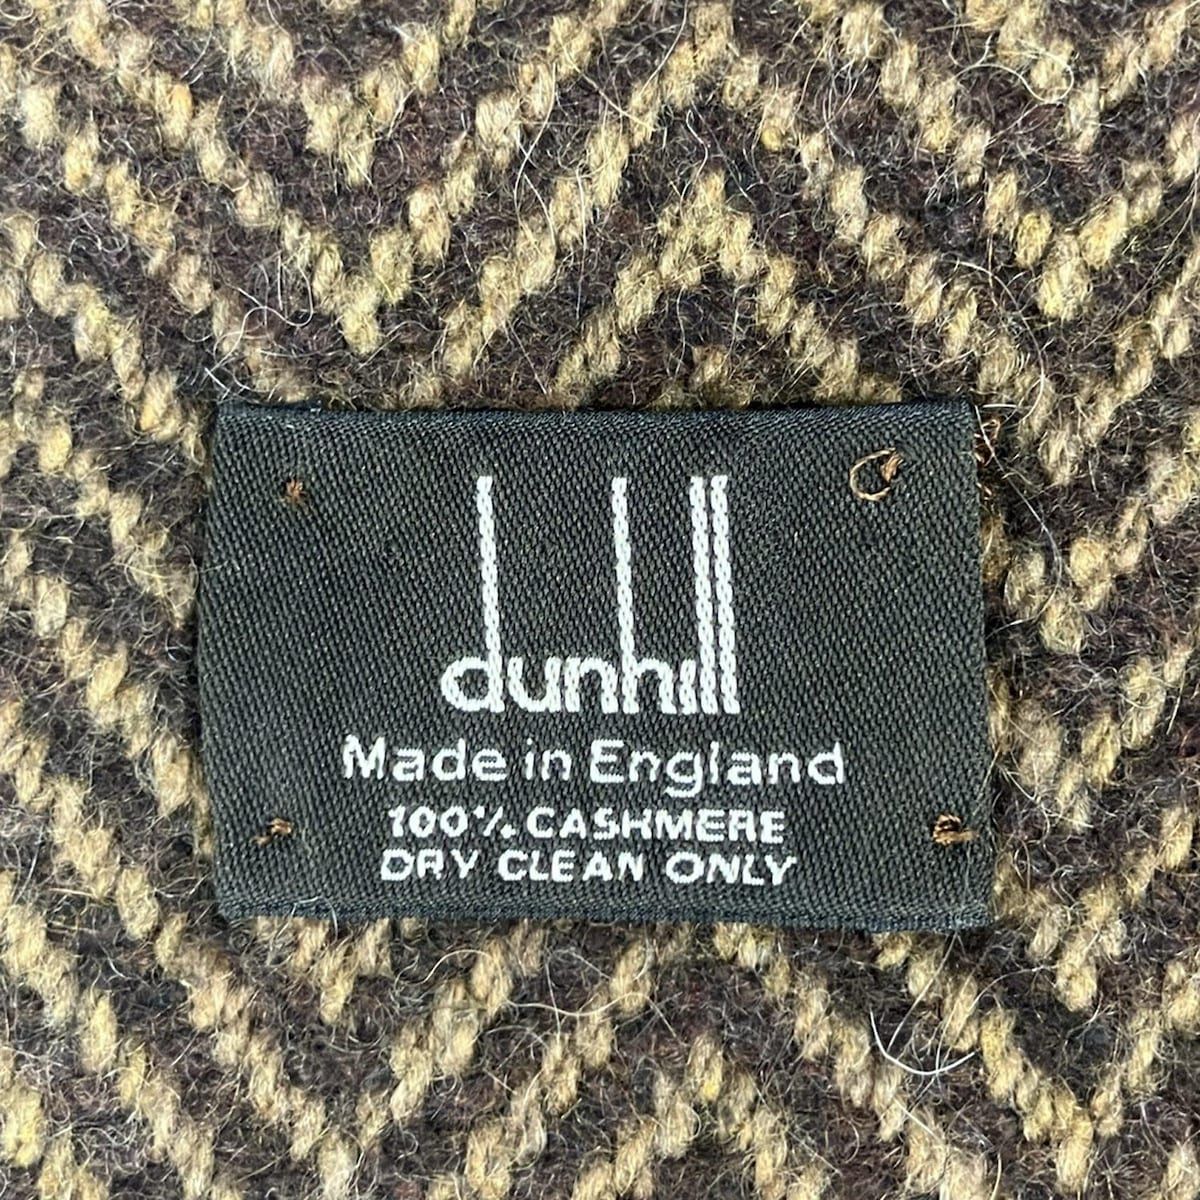 dunhill
Made in England
100% CASHMERE
DRY CLEAN ONLY